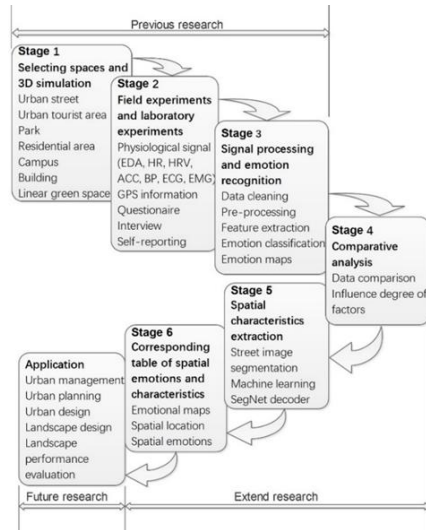 Previous research
Stage 1
Selecting spaces and
3D simulation
Urban street
Urban tourist area
Park
Residential area
Campus
Building
Linear green space
Stage 2
Field experiments
and laboratory
experiments
Physiological signal
(EDA, HR, HRV,
ACC, BP, ECG, EMG)
GPS information
Questionaire
Interview
Self-reporting
Stage 3
Signal processing
and emotion
recognition
Data cleaning
Pre-processing
Feature extraction
Emotion classification
Emotion maps
Stage 4
Comparative
analysis
Data comparison
Influence degree of
factors
Stage 5
Spatial
characteristics
extraction
Street image
segmentation
Machine learning
SegNet decoder
Stage 6
Corresponding
table of spatial
emotions and
characteristics
Emotional maps
Spatial location
Spatial emotions
Application
Urban management
Urban planning
Urban design
Landscape design
Landscape
performance
evaluation
Future research
Extend research